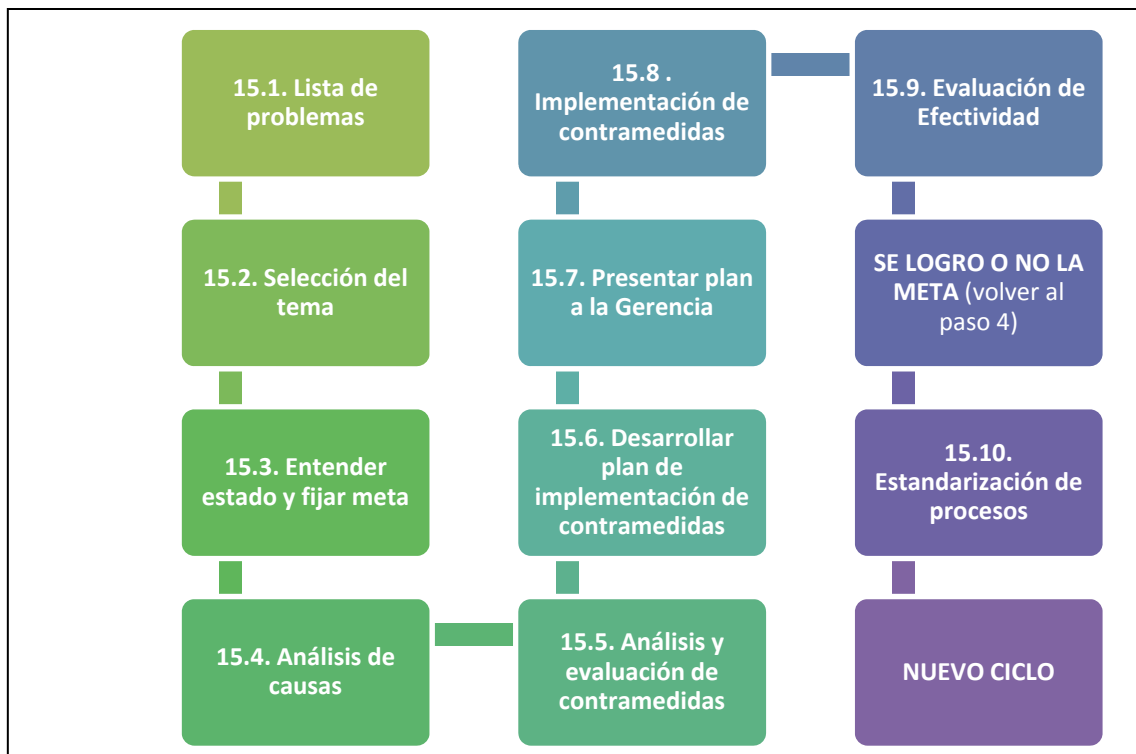 15.1. Lista de
problemas
15.2. Selección del
tema
15.3. Entender
estado y fijar meta
15.4. Análisis de
causas
15.5. Análisis y
evaluación de
contramedidas
15.6. Desarrollar
plan de
implementación de
contramedidas
15.7. Presentar plan
a la Gerencia
15.8 .
Implementación de
contramedidas
15.9. Evaluación de
Efectividad
SE LOGRO O NO LA
META (volver al
paso 4)
15.10.
Estandarización de
procesos
NUEVO CICLO